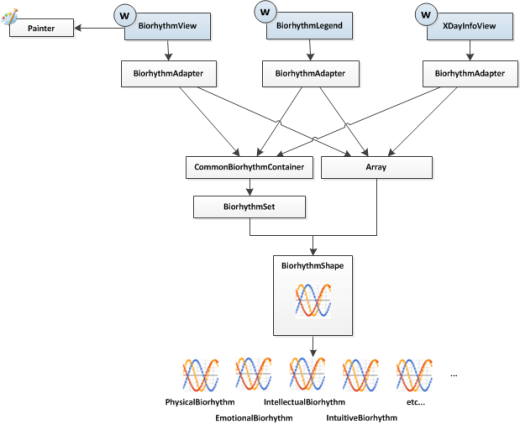 W
W
W
Painter
BiorhythmView
BiorhythmLegend
XDayInfoView
BiorhythmAdapter
BiorhythmAdapter
BiorhythmAdapter
CommonBiorhythmContainer
Array
BiorhythmSet
BiorhythmShape
...
PhysicalBiorhythm
IntellectualBiorhythm
etc...
EmotionalBiorhythm
IntuitiveBiorhythm